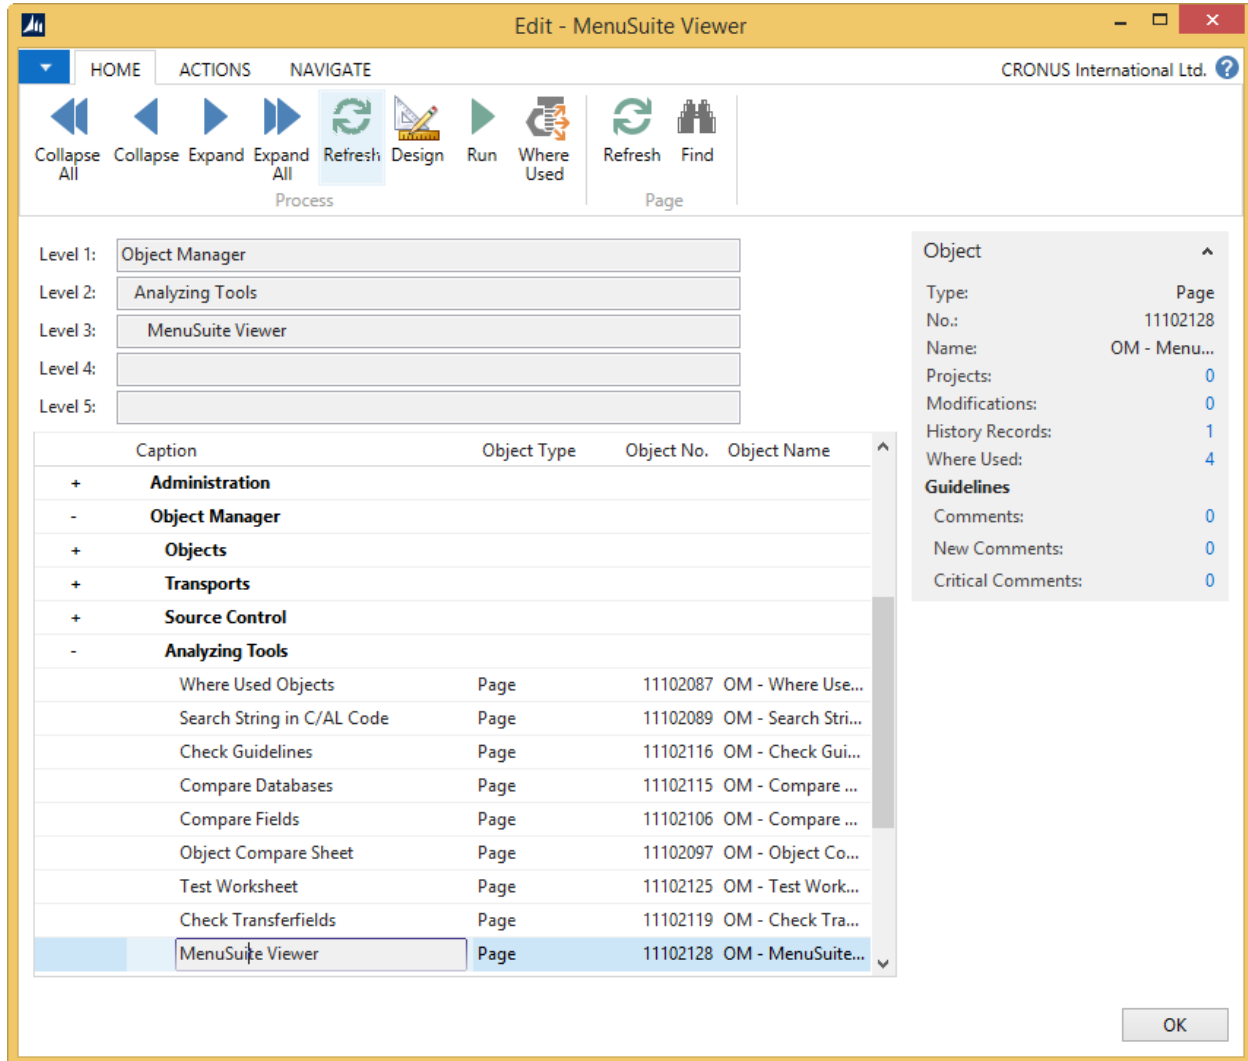 Edit - MenuSuite Viewer
HOME ACTIONS NAVIGATE CRONUS International Ltd. ?
Collapse All Collapse Expand Expand All Refresh Design Run Where Used Refresh Find
Process Page
Level 1: Object Manager
Level 2: Analyzing Tools
Level 3: MenuSuite Viewer
Level 4:
Level 5:
Caption Object Type Object No. Object Name
+ Administration
- Object Manager
+ Objects
+ Transports
+ Source Control
- Analyzing Tools
Where Used Objects Page 11102087 OM - Where Use...
Search String in C/AL Code Page 11102089 OM - Search Stri...
Check Guidelines Page 11102116 OM - Check Gui...
Compare Databases Page 11102115 OM - Compare ...
Compare Fields Page 11102106 OM - Compare ...
Object Compare Sheet Page 11102097 OM - Object Co...
Test Worksheet Page 11102125 OM - Test Work...
Check Transferfields Page 11102119 OM - Check Tra...
MenuSuite Viewer Page 11102128 OM - MenuSuite...
Object
Type: Page
No.: 11102128
Name: OM - Menu...
Projects: 0
Modifications: 0
History Records: 1
Where Used: 4
Guidelines
Comments: 0
New Comments: 0
Critical Comments: 0
OK